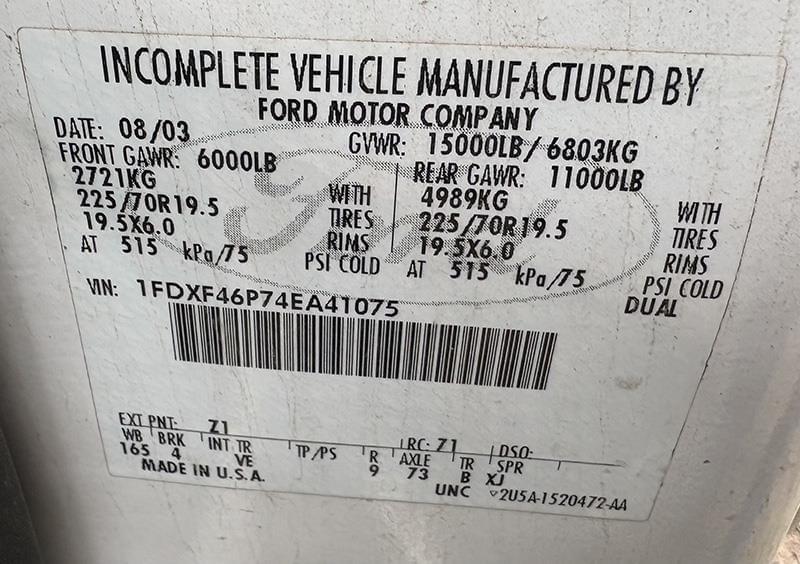 INCOMPLETE VEHICLE MANUFACTURED BY
FORD MOTOR COMPANY
DATE: 08/03 GVWR: 15000LB/ 6803KG
FRONT GAWR: 6000LB REAR GAWR: 11000LB
2721KG WITH 4989KG WITH
225/70R19.5 TIRES 225/70R19.5 TIRES
19.5X6.0 RIMS 19.5X6.0 RIMS
AT 515 kPa/75 PSI COLD AT 515 kPa/75 PSI COLD
DUAL
VIN: 1FDXF46P74EA41075
Ford
EXT PNT: Z1 RC: Z1 DSO:
WB BRK INT TR TP/PS R AXLE TR SPR
165 4 VE 9 73 B XJ
MADE IN U.S.A. UNC ▽2U5A-1520472-AA